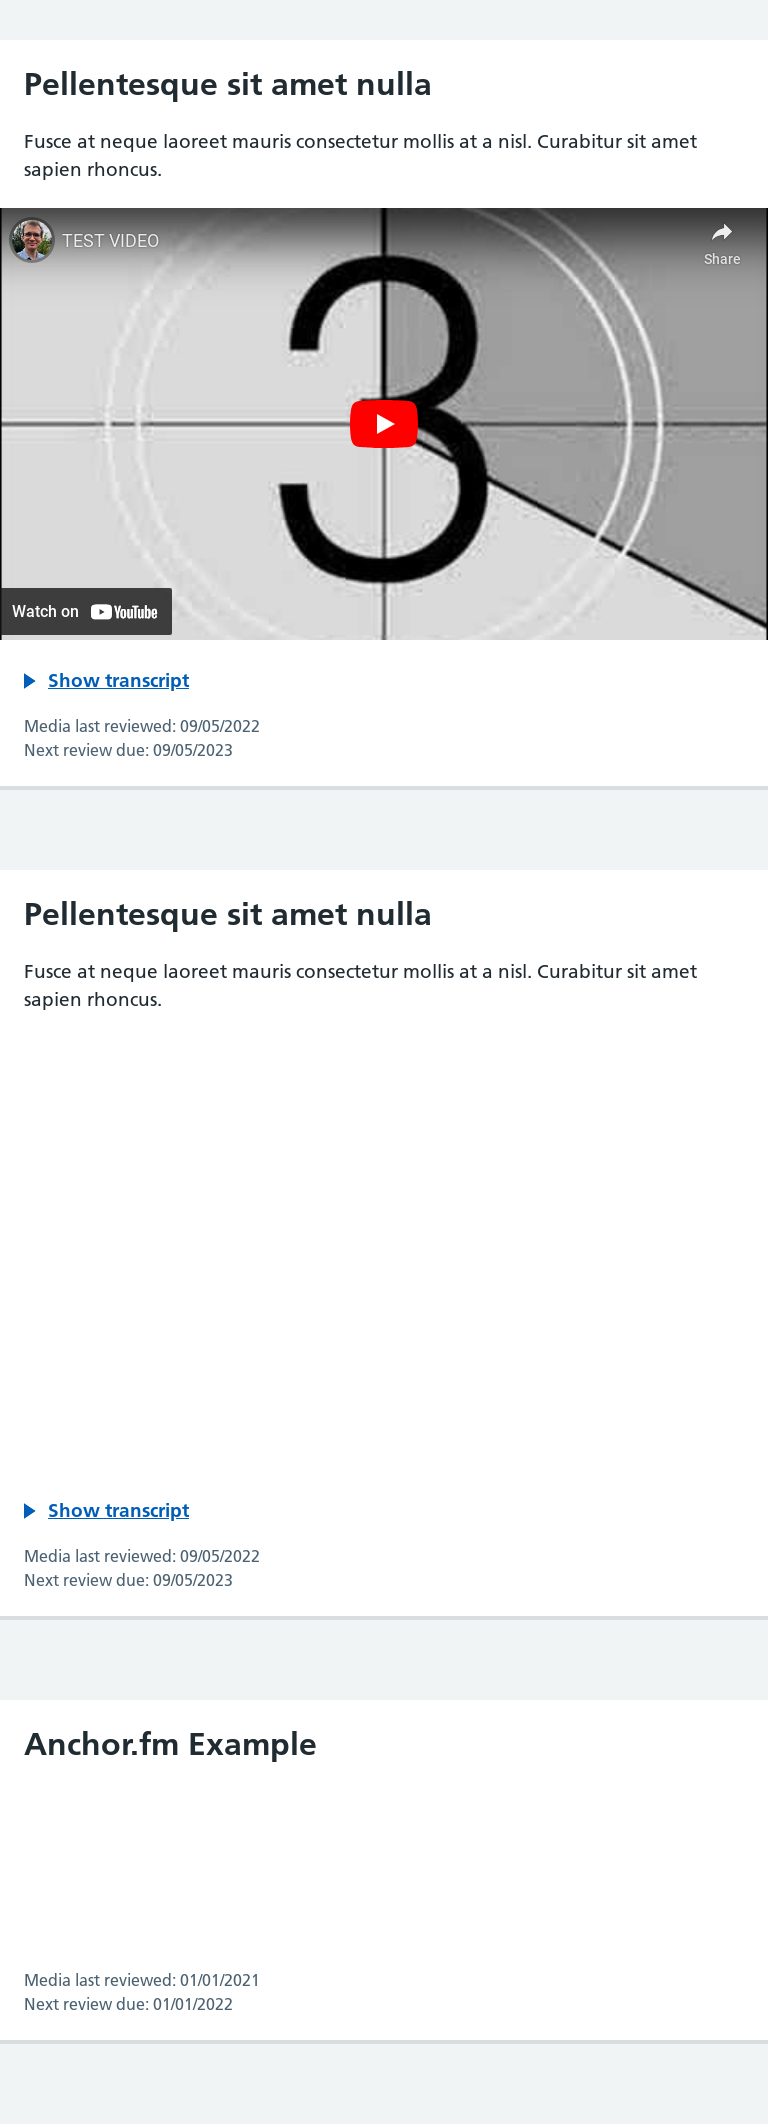 Pellentesque sit amet nulla
Fusce at neque laoreet mauris consectetur mollis at a nisl. Curabitur sit amet
sapien rhoncus.
TEST VIDEO
Share
3
Watch on YouTube
Show transcript
Media last reviewed: 09/05/2022
Next review due: 09/05/2023
Pellentesque sit amet nulla
Fusce at neque laoreet mauris consectetur mollis at a nisl. Curabitur sit amet
sapien rhoncus.
Show transcript
Media last reviewed: 09/05/2022
Next review due: 09/05/2023
Anchor.fm Example
Media last reviewed: 01/01/2021
Next review due: 01/01/2022